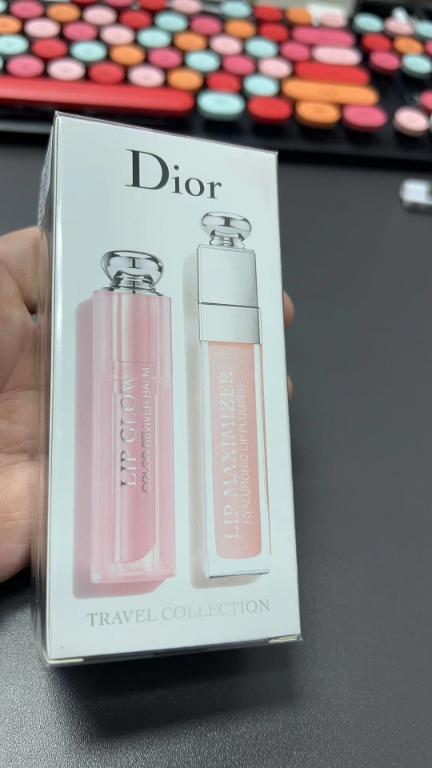 Dior
LIP GLOW
COLOR REVIVER BALM
LIP MAXIMIZER
HYALURONIC LIP PLUMPER
TRAVEL COLLECTION